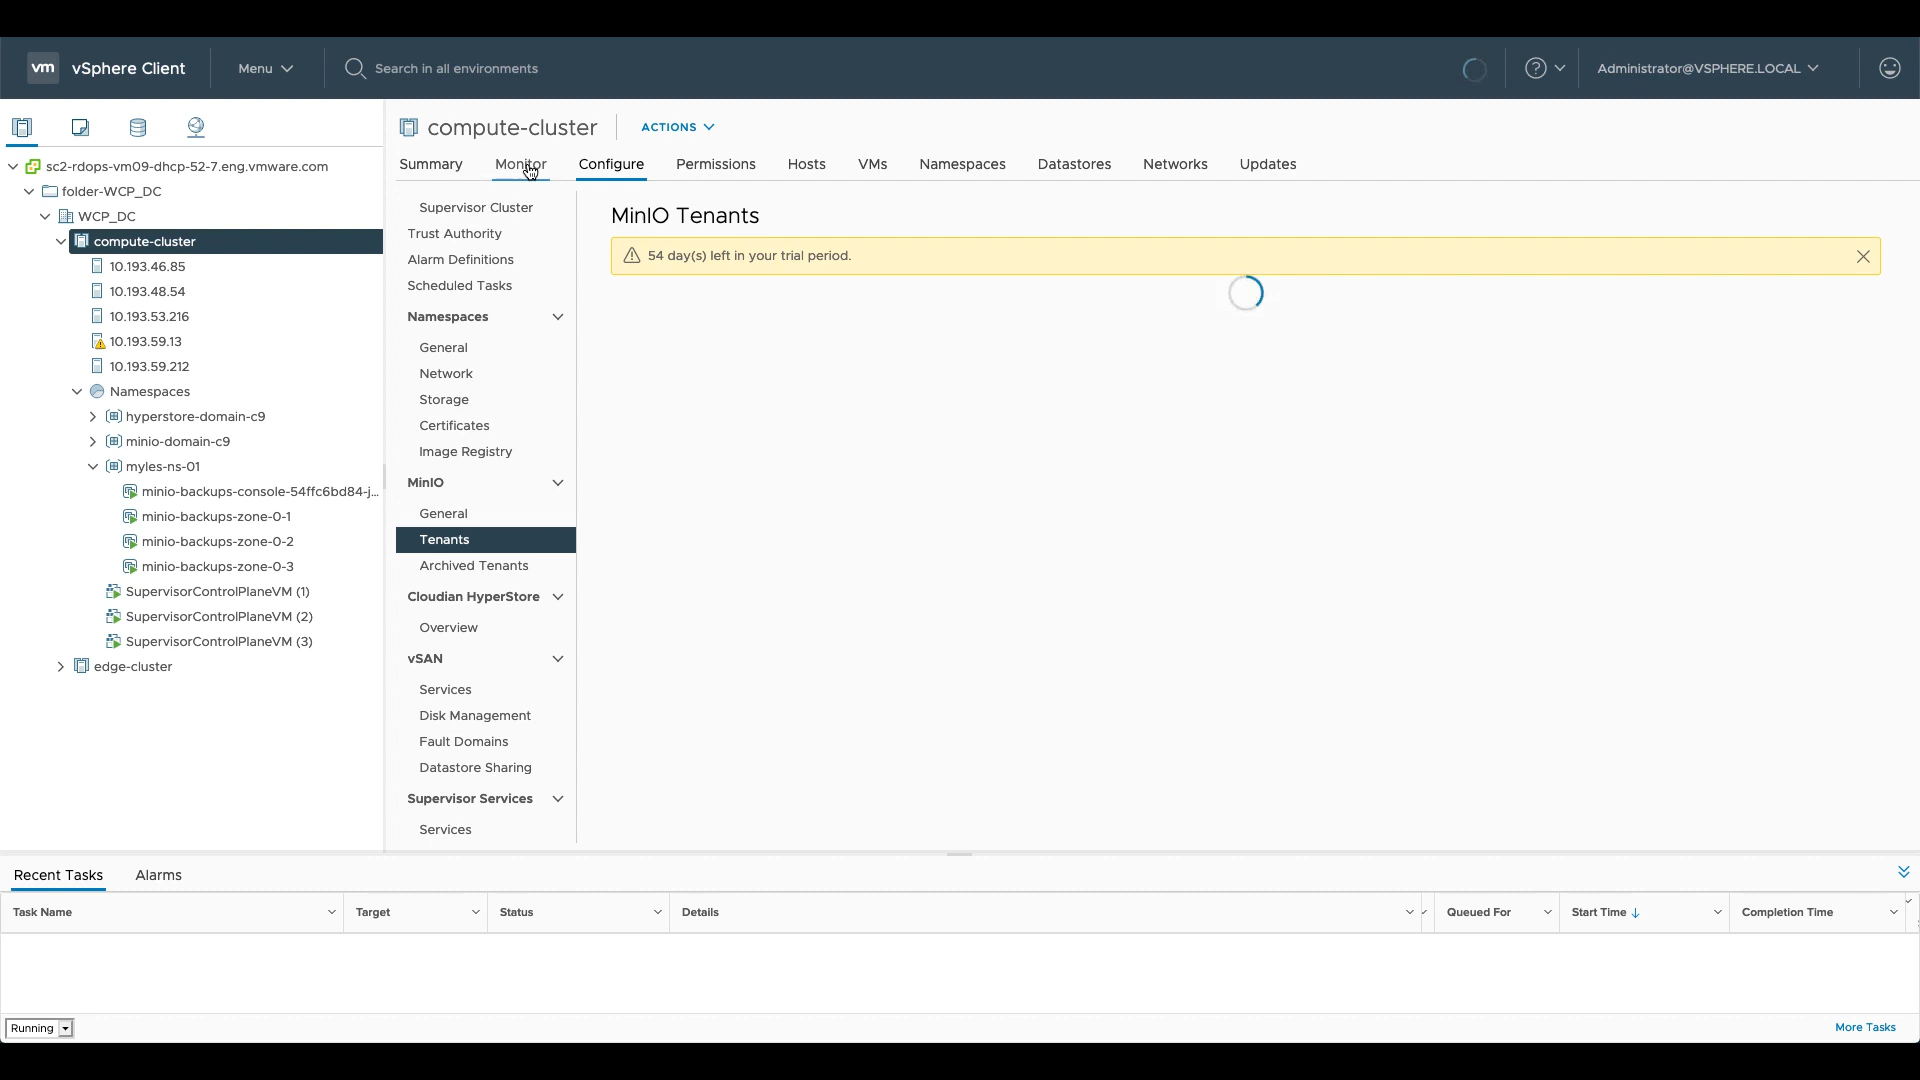 vm vSphere Client Menu Search in all environments ? Administrator@VSPHERE.LOCAL
compute-cluster ACTIONS
Summary Monitor Configure Permissions Hosts VMs Namespaces Datastores Networks Updates
sc2-rdops-vm09-dhcp-52-7.eng.vmware.com
folder-WCP_DC
WCP_DC
compute-cluster
10.193.46.85
10.193.48.54
10.193.53.216
10.193.59.13
10.193.59.212
Namespaces
hyperstore-domain-c9
minio-domain-c9
myles-ns-01
minio-backups-console-54ffc6bd84-j...
minio-backups-zone-0-1
minio-backups-zone-0-2
minio-backups-zone-0-3
SupervisorControlPlaneVM (1)
SupervisorControlPlaneVM (2)
SupervisorControlPlaneVM (3)
edge-cluster
Supervisor Cluster
Trust Authority
Alarm Definitions
Scheduled Tasks
Namespaces
General
Network
Storage
Certificates
Image Registry
MinIO
General
Tenants
Archived Tenants
Cloudian HyperStore
Overview
vSAN
Services
Disk Management
Fault Domains
Datastore Sharing
Supervisor Services
Services
MinIO Tenants
54 day(s) left in your trial period.
Recent Tasks Alarms
Task Name Target Status Details Queued For Start Time Completion Time
Running More Tasks